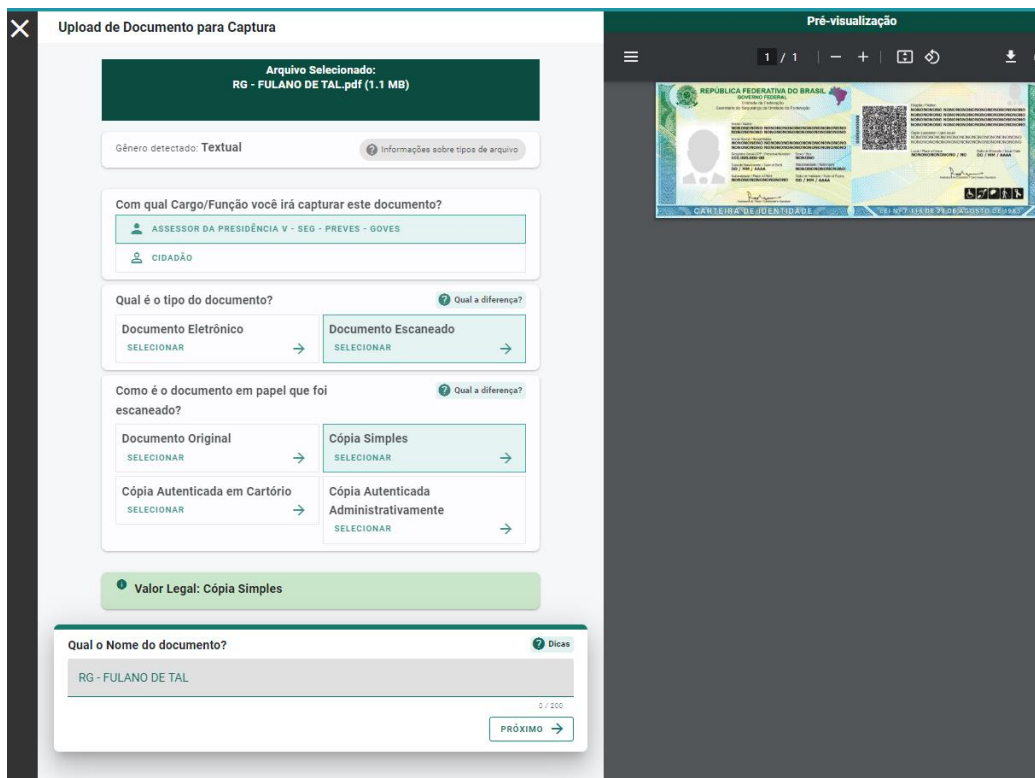 Upload de Documento para Captura
Arquivo Selecionado:
RG - FULANO DE TAL.pdf (1.1 MB)
Gênero detectado: Textual
Informações sobre tipos de arquivo
Com qual Cargo/Função você irá capturar este documento?
ASSESSOR DA PRESIDÊNCIA V - SEG - PREVES - GOVES
CIDADÃO
Qual é o tipo do documento?
Qual a diferença?
Documento Eletrônico
SELECIONAR
Documento Escaneado
SELECIONAR
Como é o documento em papel que foi
escaneado?
Qual a diferença?
Documento Original
SELECIONAR
Cópia Simples
SELECIONAR
Cópia Autenticada em Cartório
SELECIONAR
Cópia Autenticada
Administrativamente
SELECIONAR
Valor Legal: Cópia Simples
Qual o Nome do documento?
Dicas
RG - FULANO DE TAL
0 / 200
PRÓXIMO
Pré-visualização
1 / 1
REPÚBLICA FEDERATIVA DO BRASIL
GOVERNO FEDERAL
CARTEIRA DE IDENTIDADE